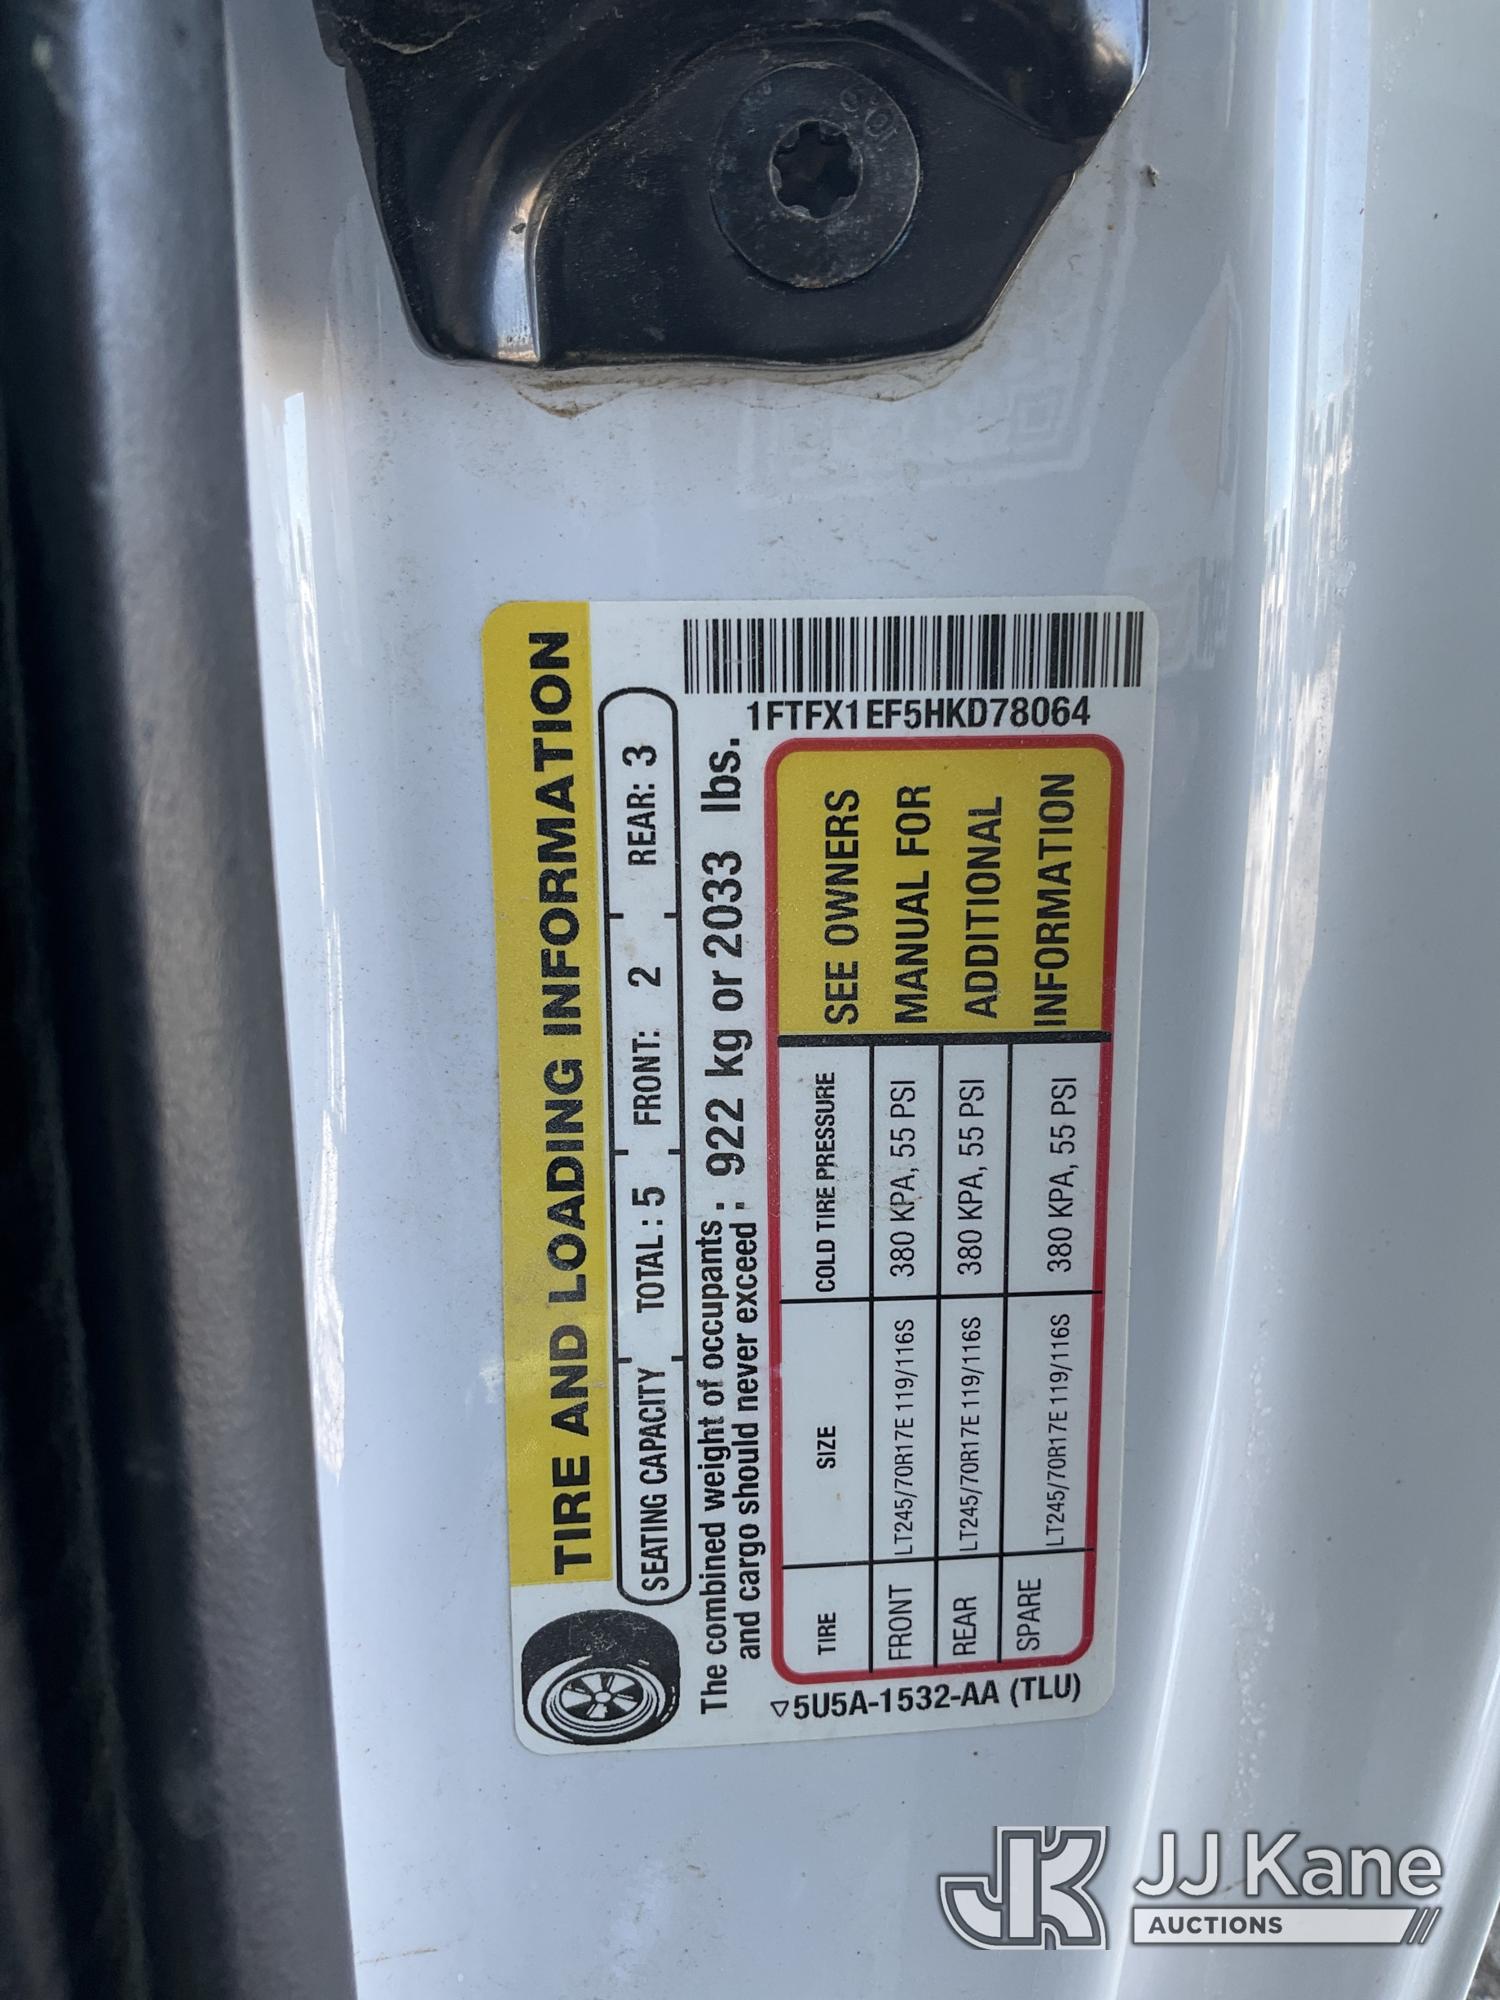 TIRE AND LOADING INFORMATION
SEATING CAPACITY TOTAL : 5 FRONT: 2 REAR: 3
The combined weight of occupants : 922 kg or 2033 lbs.
and cargo should never exceed :
1FTFX1EF5HKD78064
TIRE SIZE COLD TIRE PRESSURE
FRONT LT245/70R17E 119/116S 380 KPA, 55 PSI
REAR LT245/70R17E 119/116S 380 KPA, 55 PSI
SPARE LT245/70R17E 119/116S 380 KPA, 55 PSI
SEE OWNERS
MANUAL FOR
ADDITIONAL
INFORMATION
5U5A-1532-AA (TLU)
10.9
JK
JJ Kane
AUCTIONS